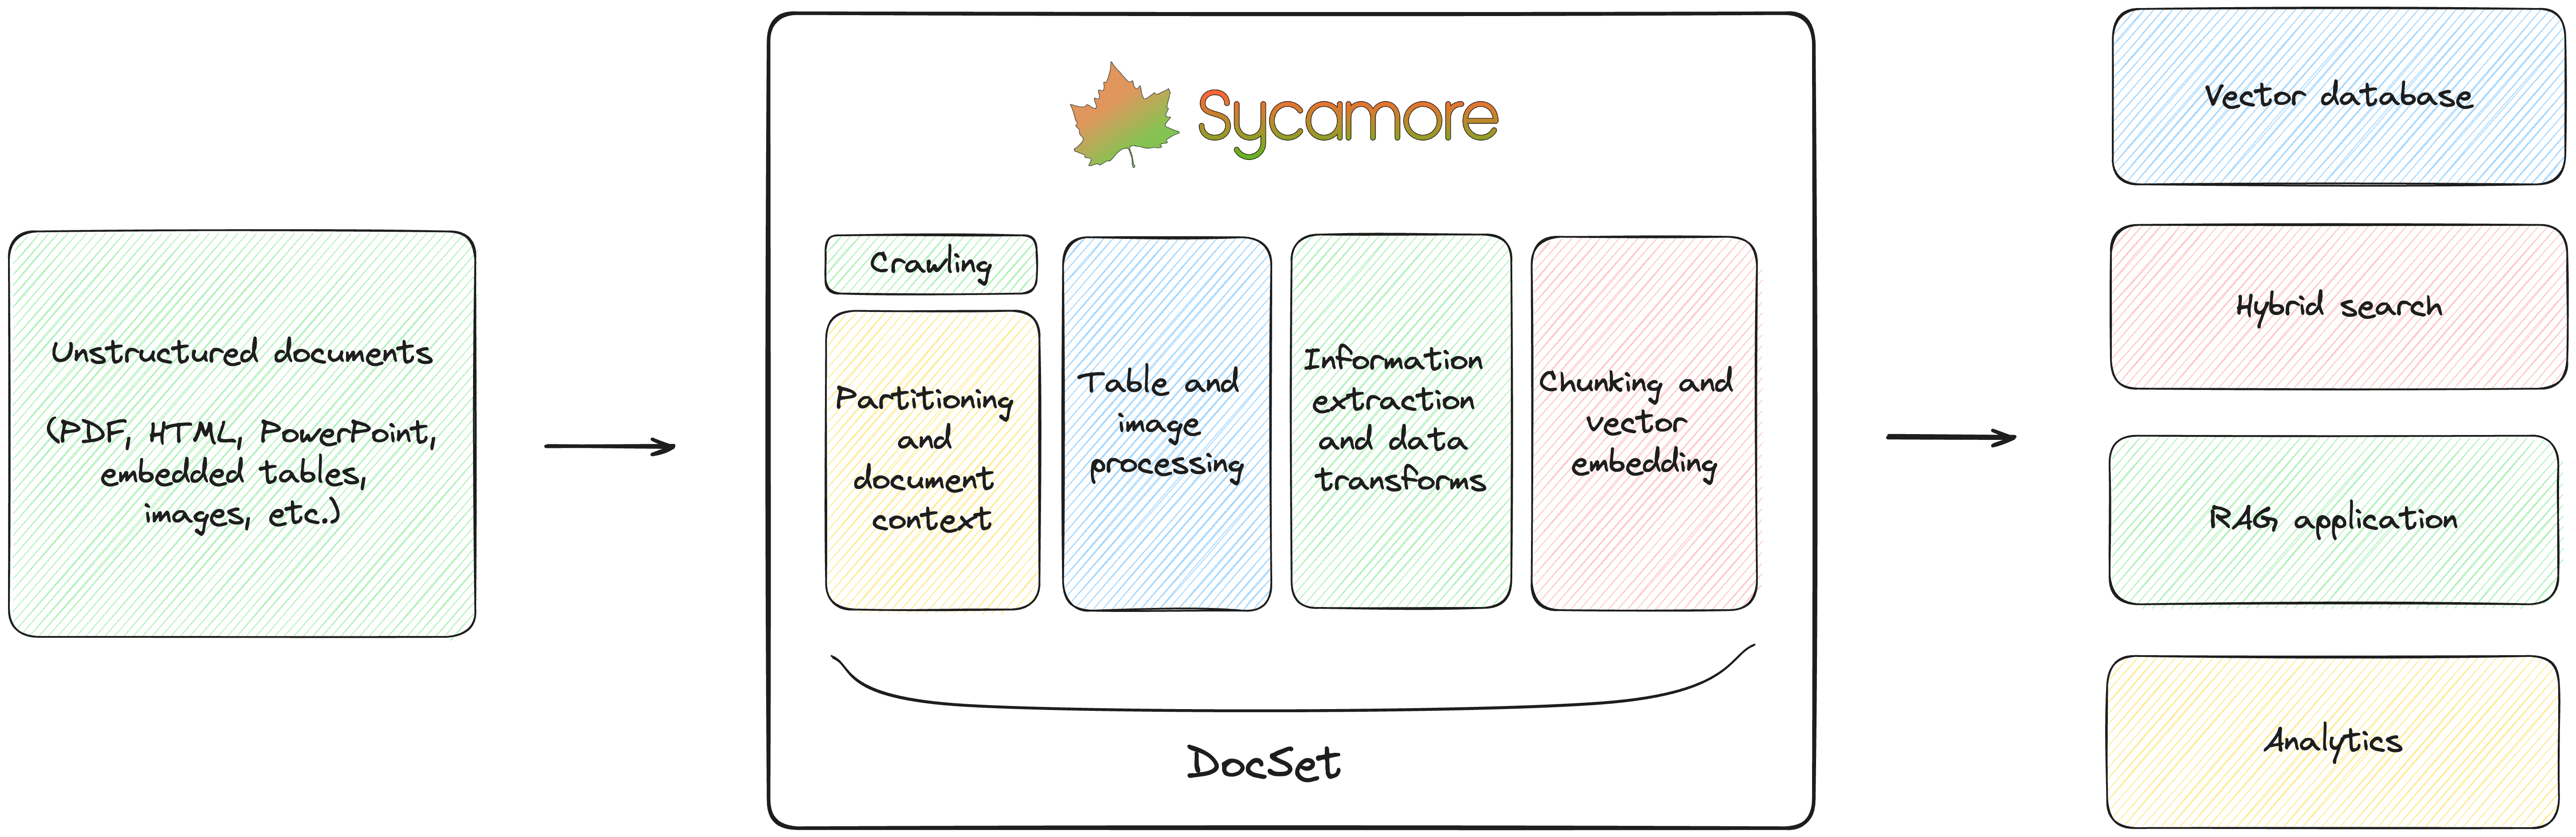 Unstructured documents
(PDF, HTML, PowerPoint,
embedded tables,
images, etc.)
Sycamore
Crawling
Partitioning
and
document
context
Table and
image
processing
Information
extraction
and data
transforms
Chunking and
vector
embedding
DocSet
Vector database
Hybrid search
RAG application
Analytics